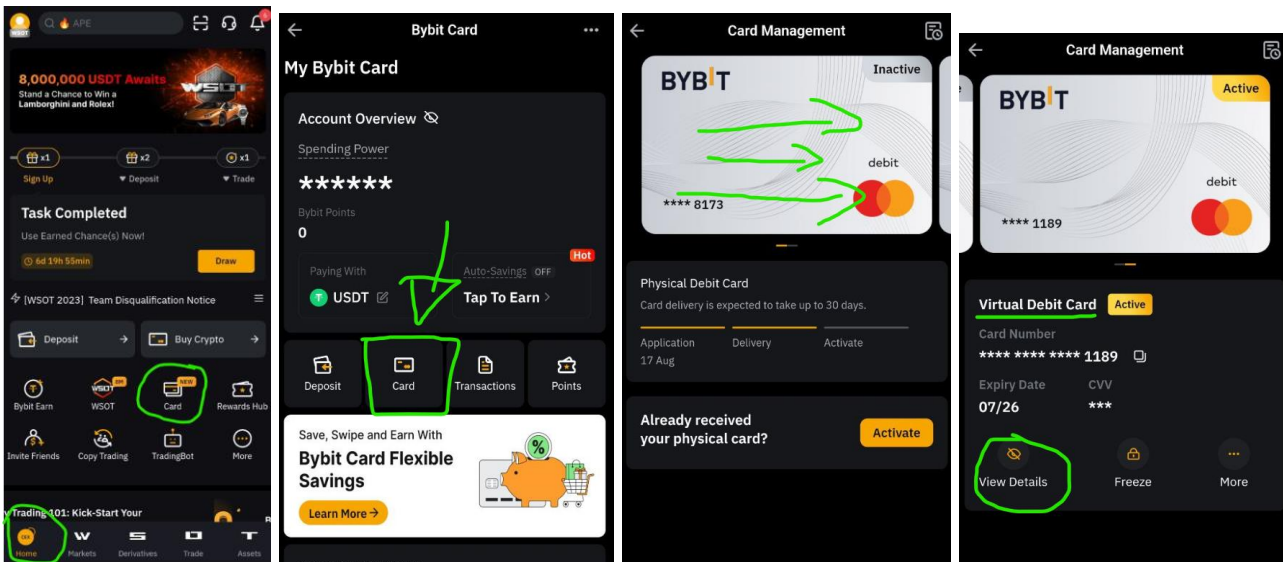 APE
WSOT
8,000,000 USDT Awaits
Stand a Chance to Win a
Lamborghini and Rolex!
WSOT
x1
x2
x1
Sign Up
Deposit
Trade
Task Completed
Use Earned Chance(s) Now!
6d 19h 55min
Draw
[WSOT 2023] Team Disqualification Notice
Deposit
Buy Crypto
NEW
Bybit Earn
WSOT
Card
Rewards Hub
Invite Friends
Copy Trading
TradingBot
More
Trading 101: Kick-Start Your
Home
Markets
Derivatives
Trade
Assets
Bybit Card
My Bybit Card
Account Overview
Spending Power
******
Bybit Points
0
Hot
Paying With
Auto-Savings OFF
USDT
Tap To Earn
Deposit
Card
Transactions
Points
Save, Swipe and Earn With
Bybit Card Flexible
Savings
Learn More
Card Management
Inactive
BYBIT
debit
**** 8173
Physical Debit Card
Card delivery is expected to take up to 30 days.
Application
Delivery
Activate
17 Aug
Already received
your physical card?
Activate
Card Management
Active
BYBIT
debit
**** 1189
Virtual Debit Card Active
Card Number
**** **** **** 1189
Expiry Date
CVV
07/26
***
View Details
Freeze
More